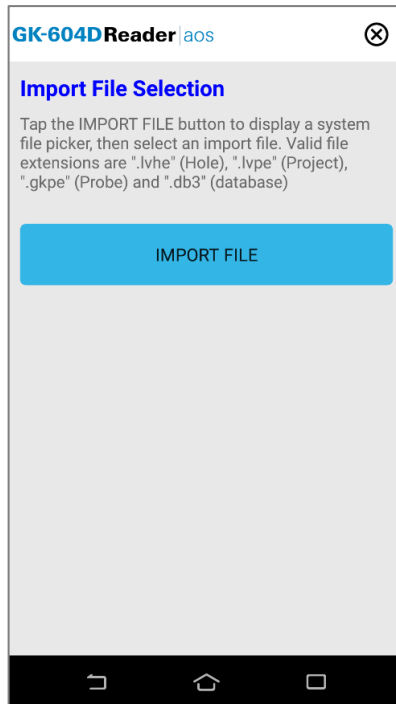 GK-604DReader|aos
Import File Selection
Tap the IMPORT FILE button to display a system
file picker, then select an import file. Valid file
extensions are ".lvhe" (Hole), ".lvpe" (Project),
".gkpe" (Probe) and ".db3" (database)
IMPORT FILE